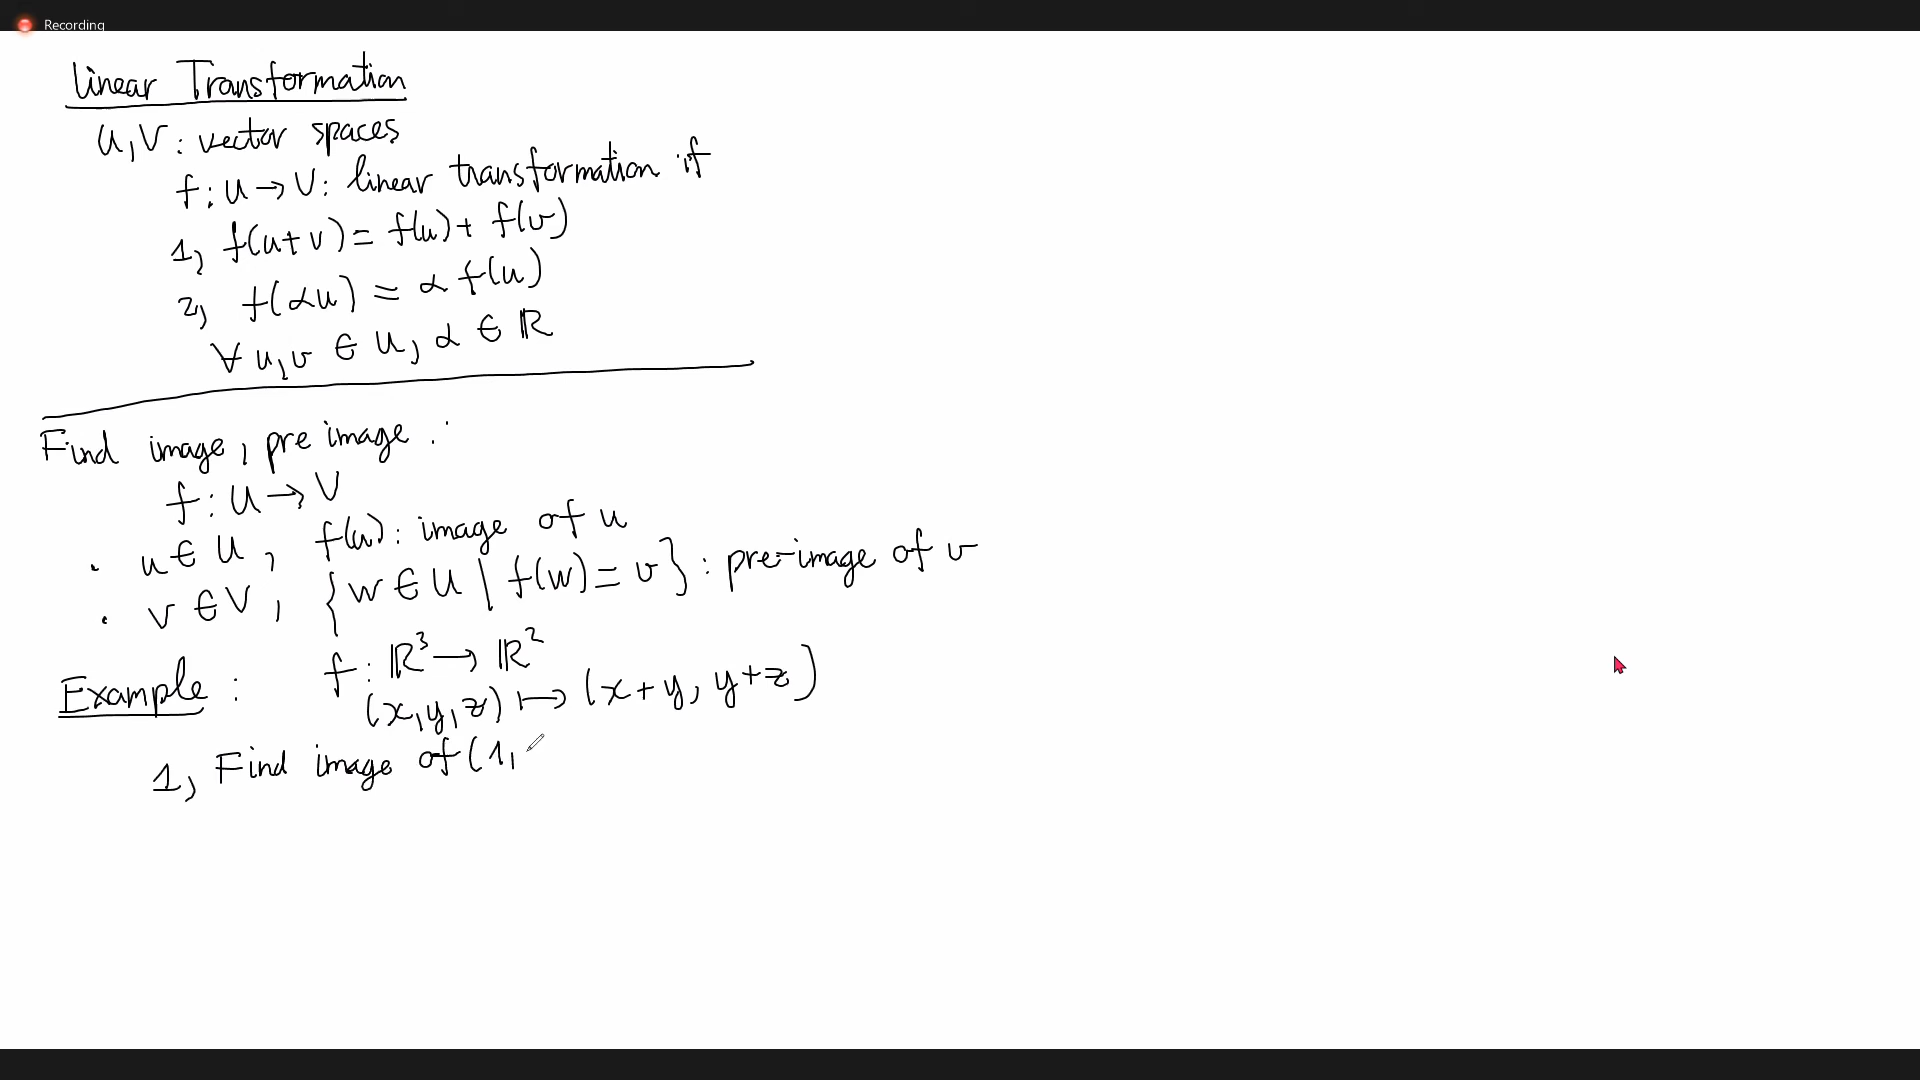 Recording
Linear Transformation
U, V : vector spaces
f : U → V : linear transformation if
1, f(u+v) = f(u) + f(v)
2, f(αu) = α f(u)
∀ u, v ∈ U, α ∈ ℝ
Find image, pre image :
f : U → V
• u ∈ U, f(u) : image of u
• v ∈ V, {w ∈ U | f(w) = v} : pre-image of v
Example : f : ℝ³ → ℝ²
(x, y, z) ↦ (x+y, y+z)
1, Find image of (1,